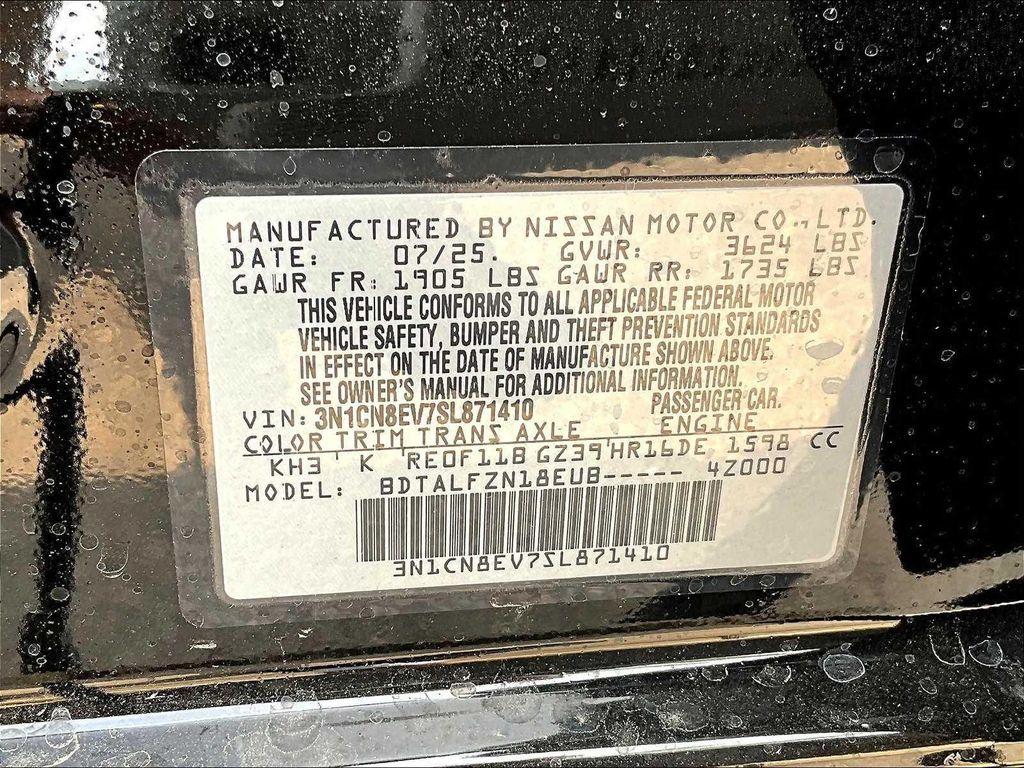 MANUFACTURED BY NISSAN MOTOR CO., LTD.
DATE: 07/25. GVWR: 3624 LBS
GAWR FR: 1905 LBS GAWR RR: 1735 LBS
THIS VEHICLE CONFORMS TO ALL APPLICABLE FEDERAL MOTOR
VEHICLE SAFETY, BUMPER AND THEFT PREVENTION STANDARDS
IN EFFECT ON THE DATE OF MANUFACTURE SHOWN ABOVE.
SEE OWNER'S MANUAL FOR ADDITIONAL INFORMATION.
PASSENGER CAR.
VIN: 3N1CN8EV7SL871410
COLOR TRIM TRANS AXLE ENGINE
KH3 K RE0F11B GZ39 HR16DE 1598 CC
MODEL: BDTALFZN18EUB----- 4Z000
3N1CN8EV7SL871410